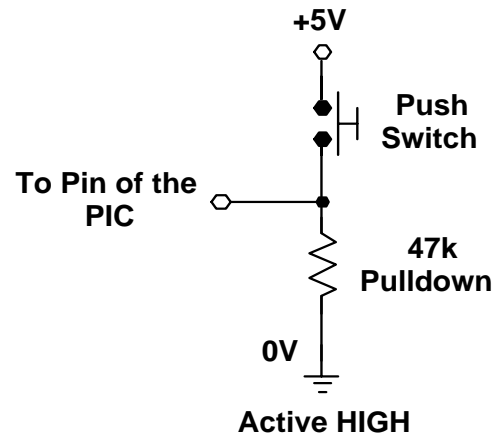 +5V
Push
Switch
To Pin of the
PIC
47k
Pulldown
0V
Active HIGH